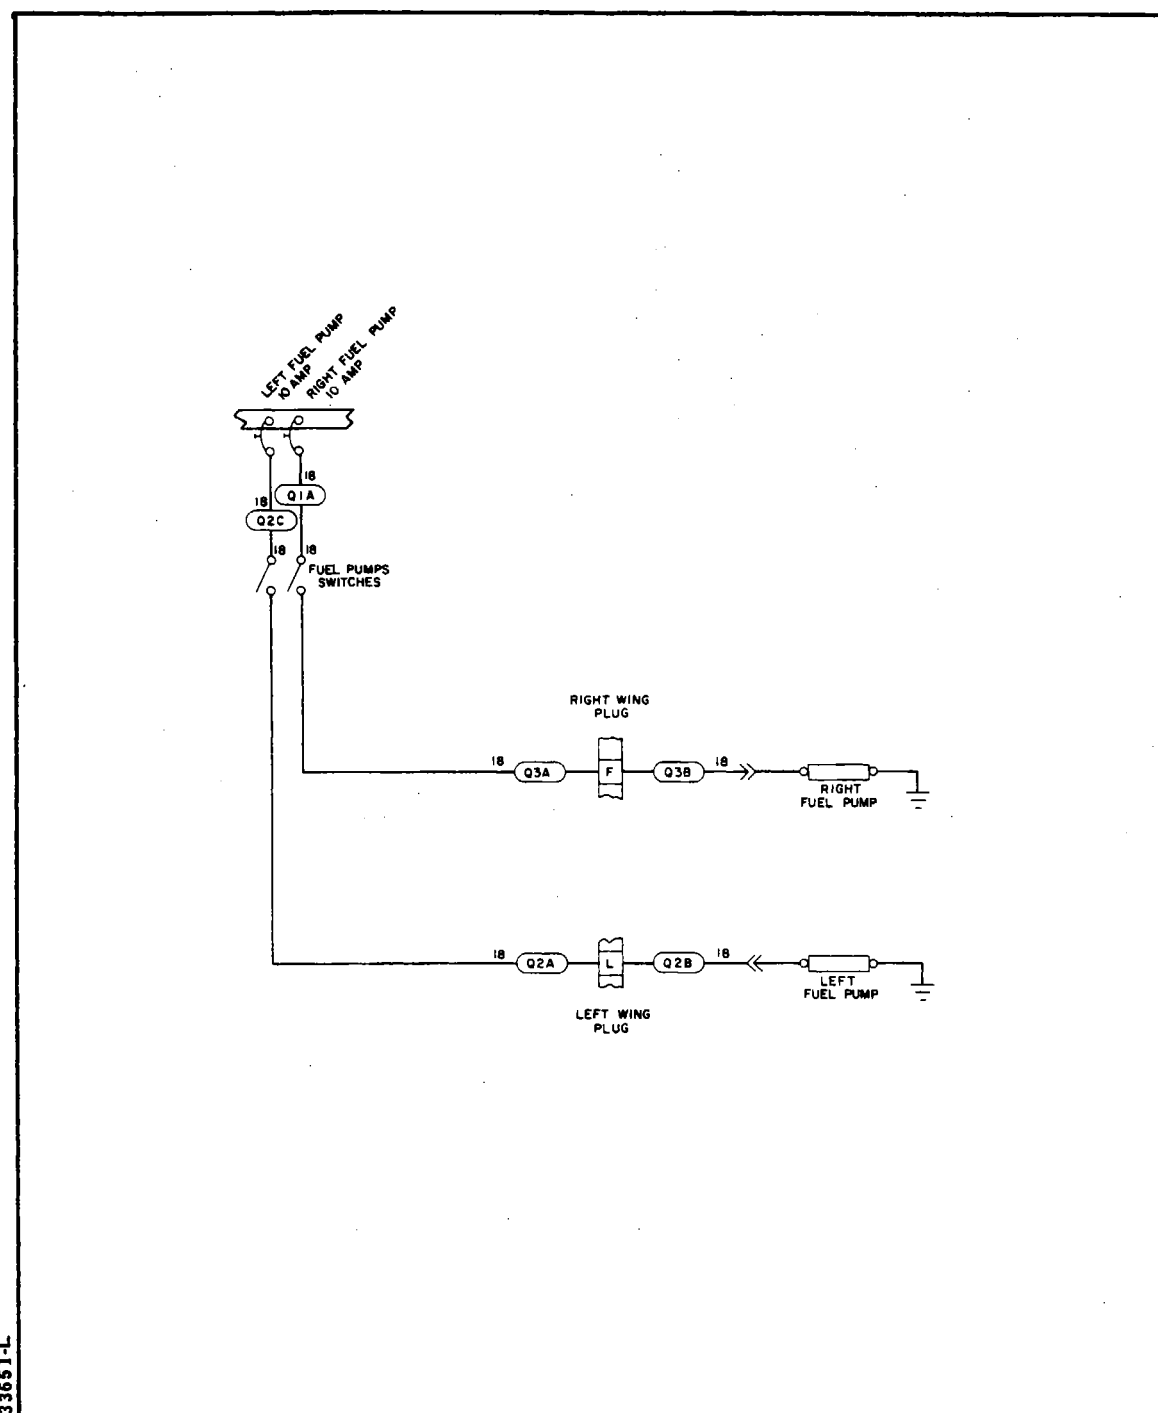 LEFT FUEL PUMP
10 AMP
RIGHT FUEL PUMP
10 AMP
18
Q1A
18
Q2C
18
18
FUEL PUMPS
SWITCHES
RIGHT WING
PLUG
18
Q3A
F
Q3B
18
RIGHT
FUEL PUMP
18
Q2A
L
Q2B
18
LEFT
FUEL PUMP
LEFT WING
PLUG
33651-L